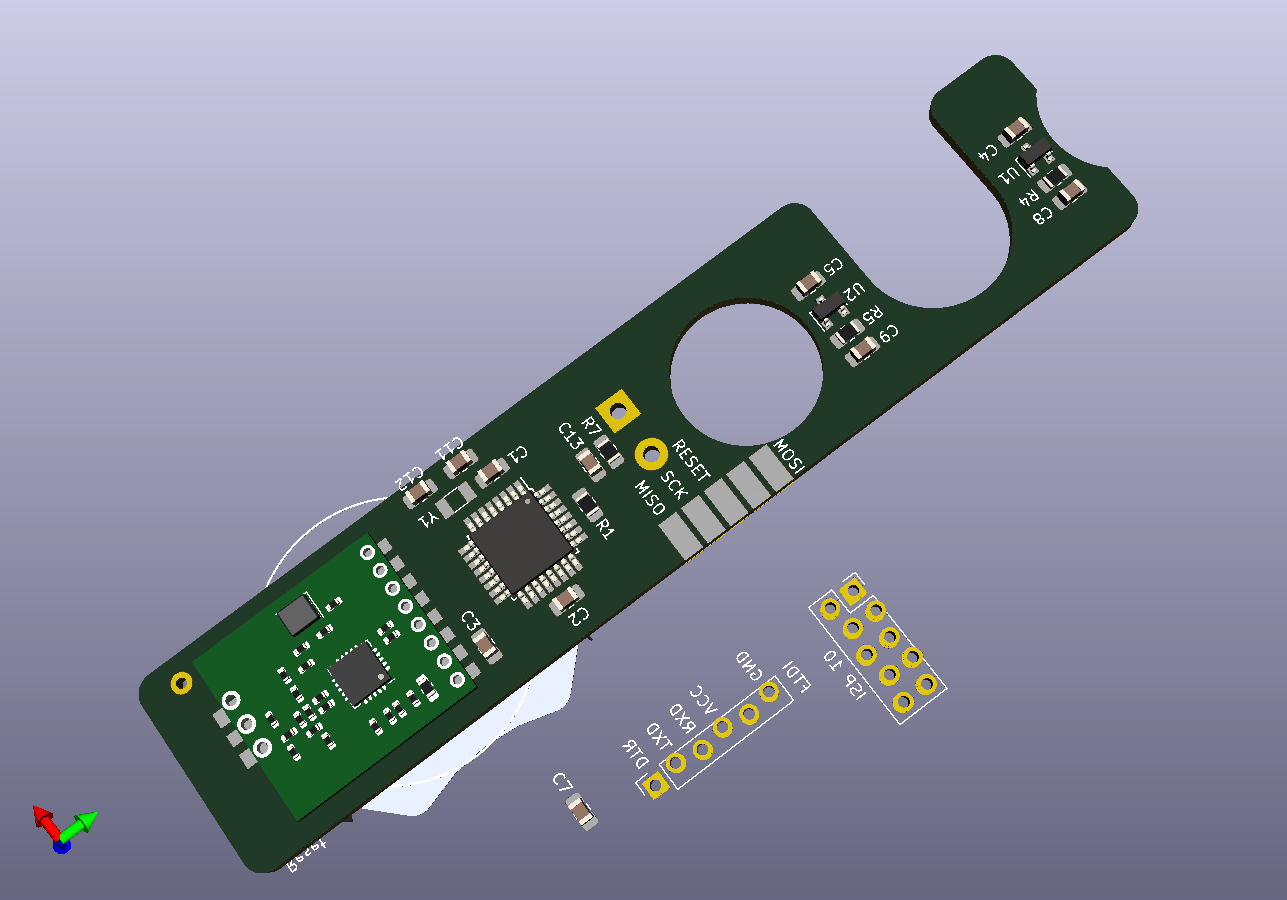 C4
U1
R4
C8
C5
U2
R5
C9
R7
C13
RESET
SCK
MISO
MOSI
C11
C12
C1
Y1
R1
C2
C3
ISP 10
FTDI
GND
VCC
RXD
TXD
DTR
C7
Reset